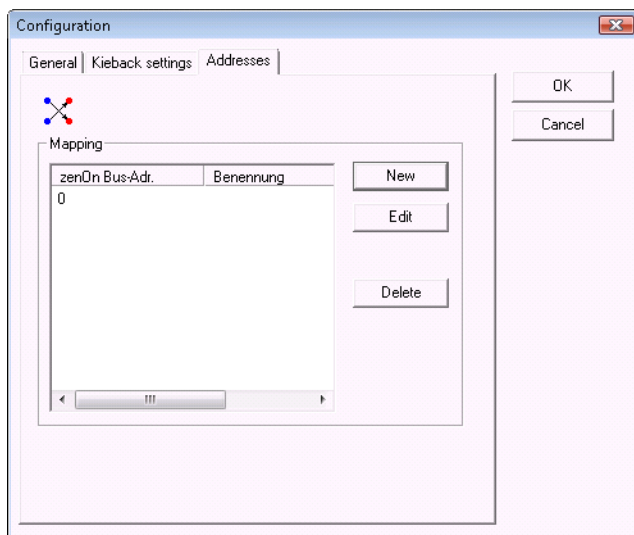 Configuration
General Kieback settings Addresses
OK
Cancel
Mapping
zenOn Bus-Adr. Benennung
0
New
Edit
Delete